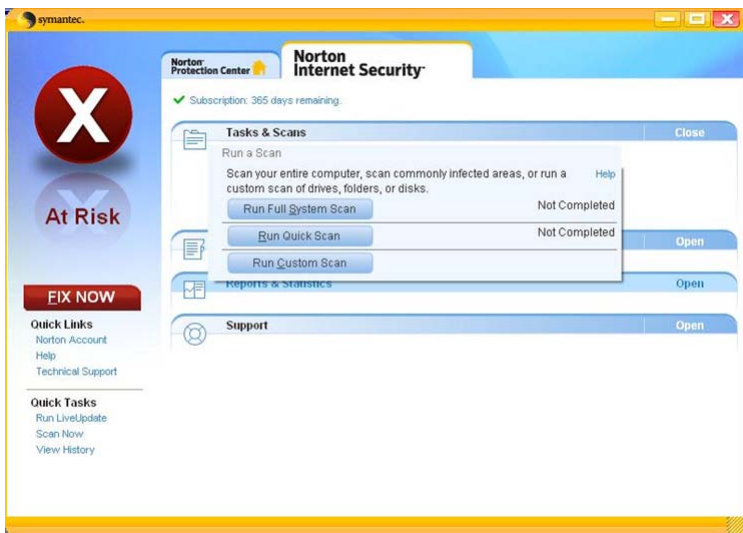 symantec.
Norton
Protection Center
Norton
Internet Security
Subscription: 365 days remaining.
X
At Risk
FIX NOW
Quick Links
Norton Account
Help
Technical Support
Quick Tasks
Run LiveUpdate
Scan Now
View History
Tasks & Scans
Close
Run a Scan
Scan your entire computer, scan commonly infected areas, or run a
custom scan of drives, folders, or disks.
Help
Run Full System Scan
Not Completed
Run Quick Scan
Not Completed
Run Custom Scan
Open
Reports & Statistics
Open
Support
Open